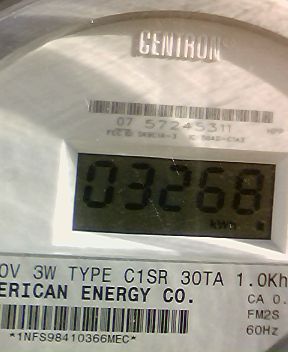 CENTRON
07 57245311
03268
kWh
0V 3W TYPE C1SR 30TA 1.0Kh
ERICAN ENERGY CO. CA 0.
FM2S
*1NFS98410366MEC* 60Hz